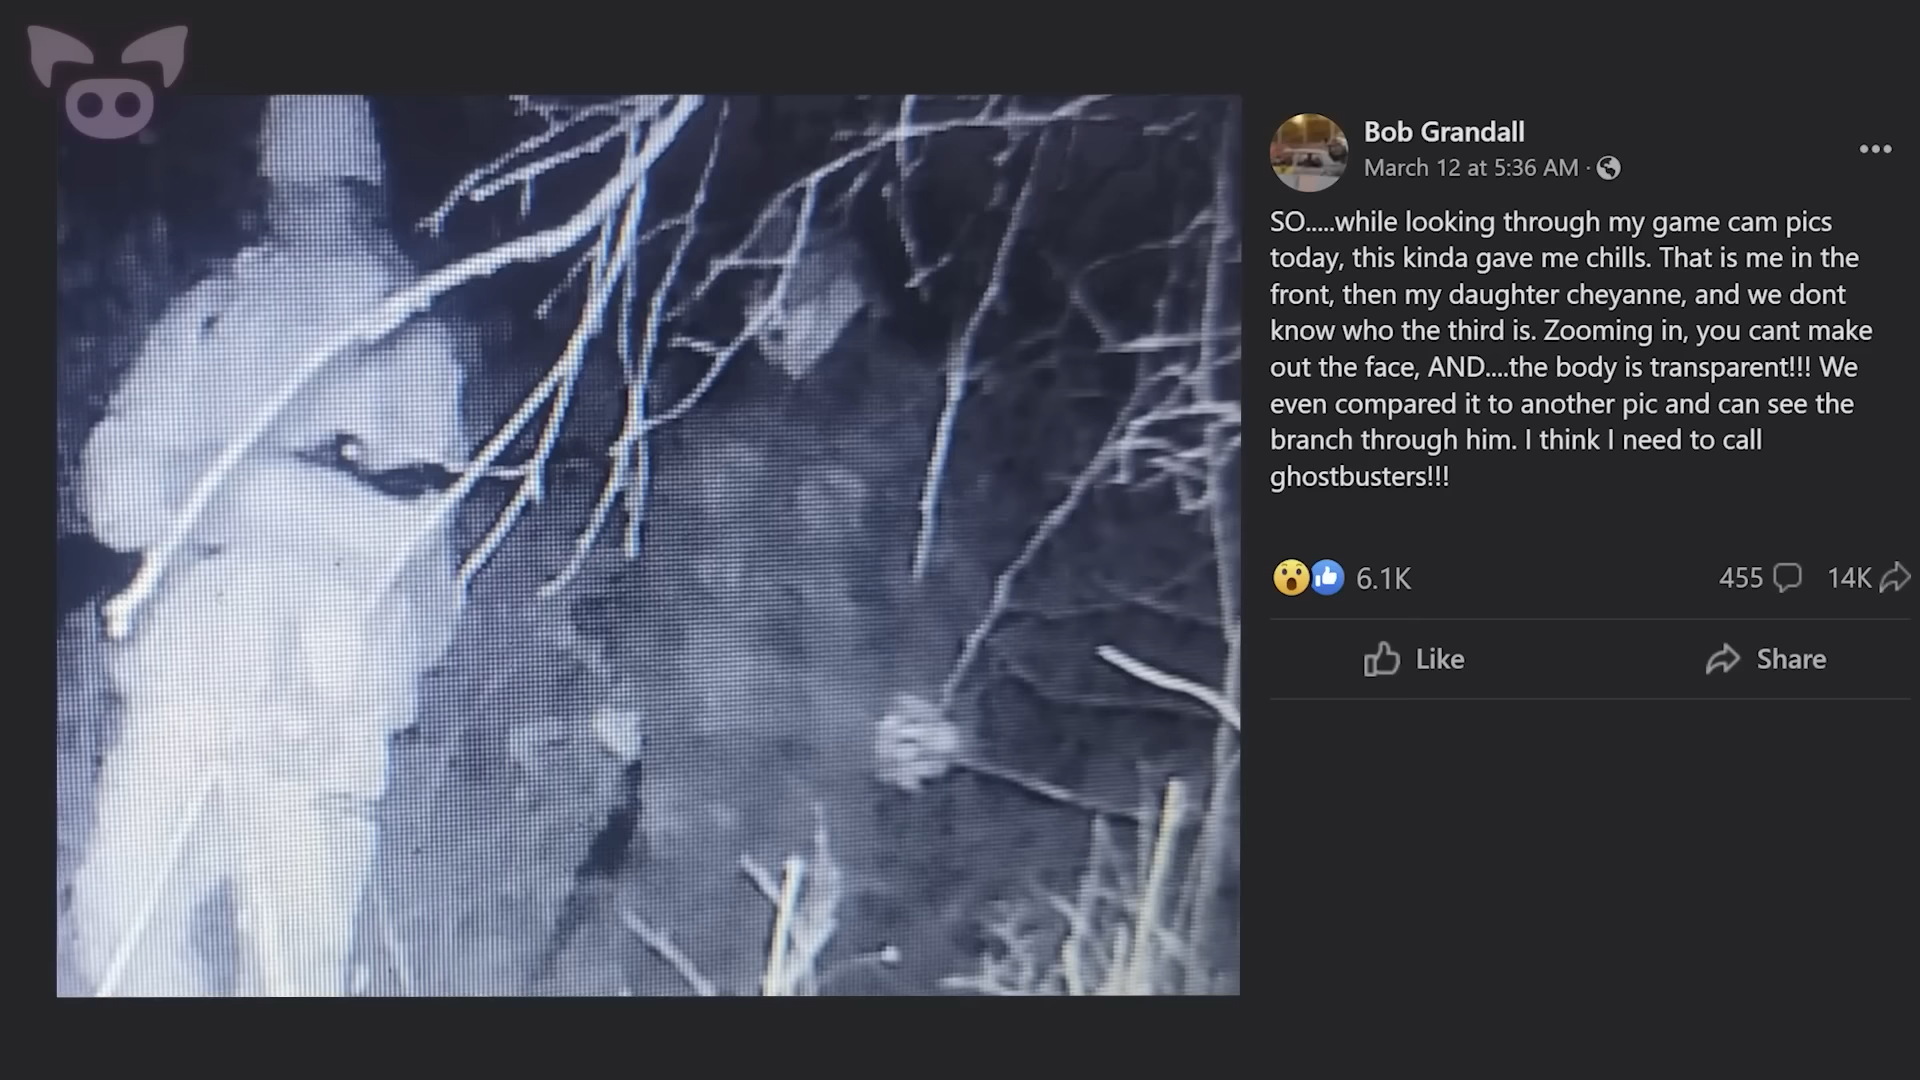 Bob Grandall
March 12 at 5:36 AM ·
SO.....while looking through my game cam pics
today, this kinda gave me chills. That is me in the
front, then my daughter cheyanne, and we dont
know who the third is. Zooming in, you cant make
out the face, AND....the body is transparent!!! We
even compared it to another pic and can see the
branch through him. I think I need to call
ghostbusters!!!
6.1K 455 14K
Like Share